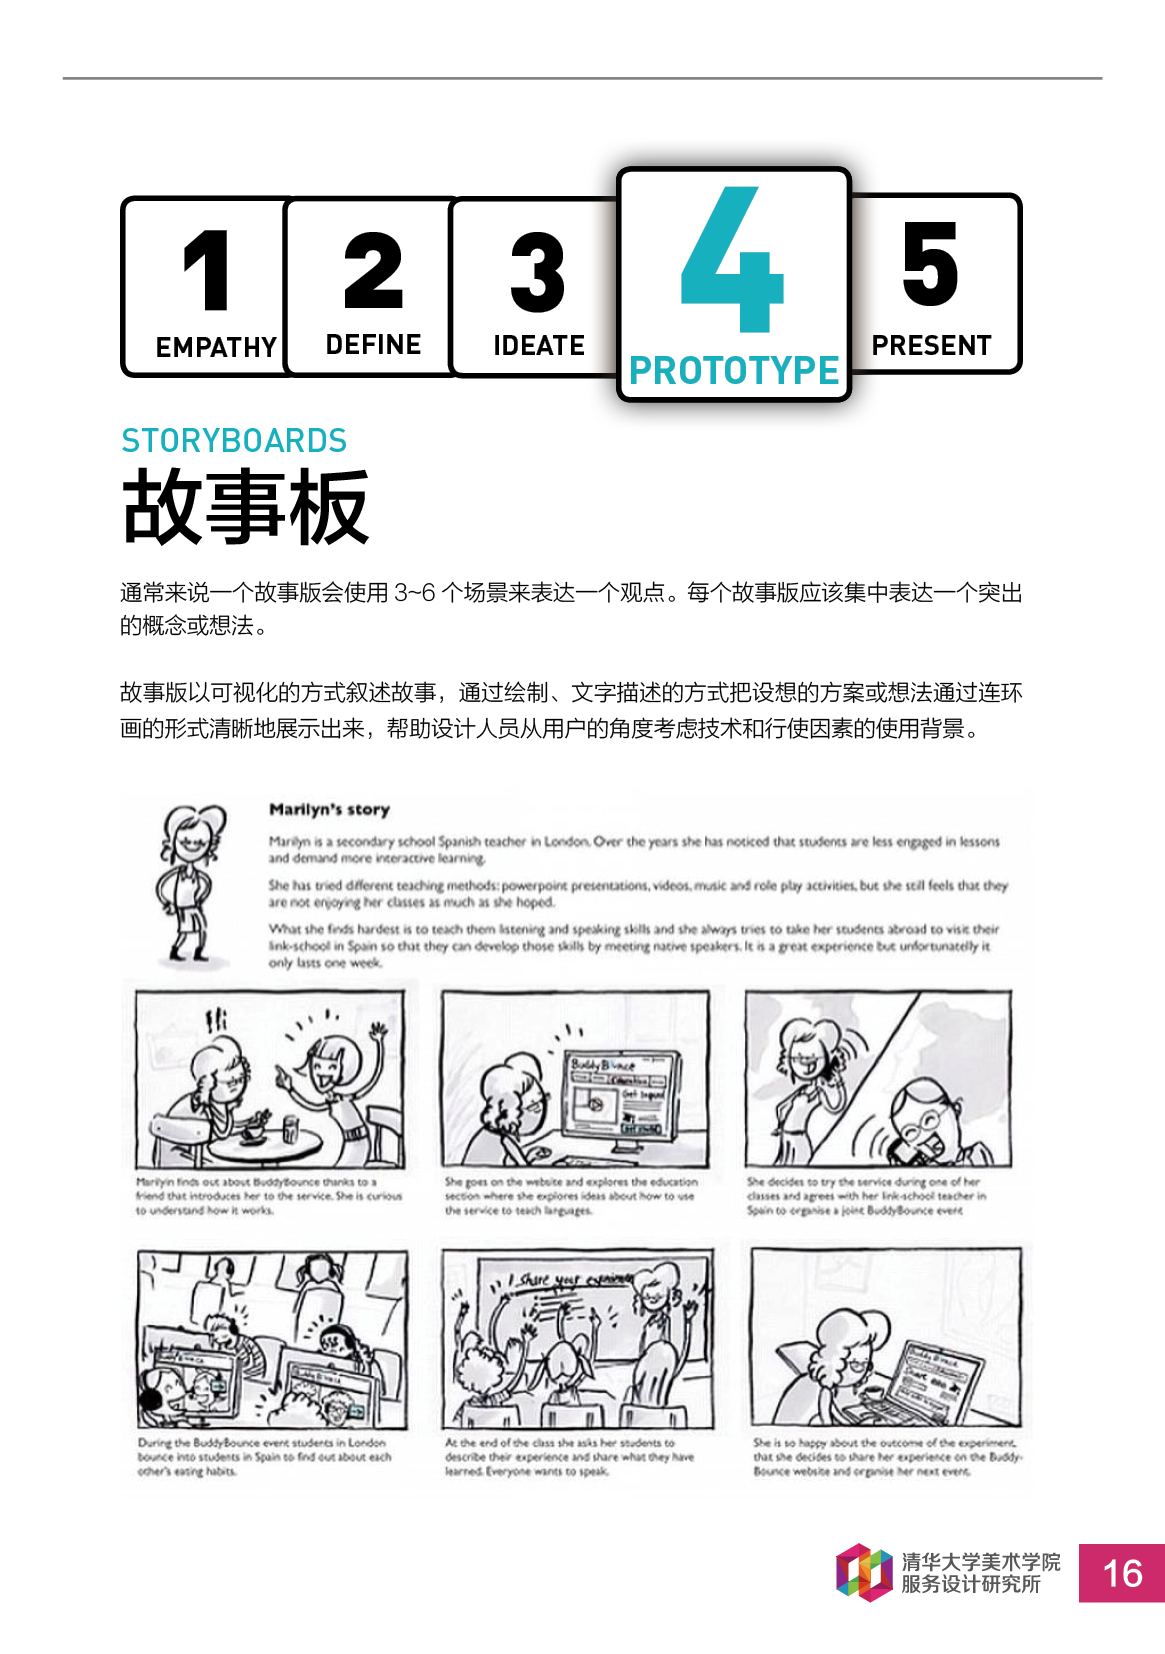 1
EMPATHY
2
DEFINE
3
IDEATE
4
PROTOTYPE
5
PRESENT
STORYBOARDS
故事板
通常来说一个故事版会使用 3~6 个场景来表达一个观点。每个故事版应该集中表达一个突出
的概念或想法。
故事版以可视化的方式叙述故事，通过绘制、文字描述的方式把设想的方案或想法通过连环
画的形式清晰地展示出来，帮助设计人员从用户的角度考虑技术和行使因素的使用背景。
Marilyn's story
Marilyn is a secondary school Spanish teacher in London. Over the years she has noticed that students are less engaged in lessons
and demand more interactive learning.
She has tried different teaching methods: powerpoint presentations, videos, music and role play activities, but she still feels that they
are not enjoying her classes as much as she hoped.
What she finds hardest is to teach them listening and speaking skills and she always tries to take her students abroad to visit their
link-school in Spain so that they can develop those skills by meeting native speakers. It is a great experience but unfortunatelly it
only lasts one week.
BuddyBounce
Education
Get Inspired
Marilyin finds out about BuddyBounce thanks to a
friend that introduces her to the service. She is curious
to understand how it works.
She goes on the website and explores the education
section where she explores ideas about how to use
the service to teach languages.
She decides to try the service during one of her
classes and agrees with her link-school teacher in
Spain to organise a joint BuddyBounce event
I share your experience
During the BuddyBounce event students in London
bounce into students in Spain to find out about each
other's eating habits.
At the end of the class she asks her students to
describe their experience and share what they have
learned. Everyone wants to speak.
She is so happy about the outcome of the experiment,
that she decides to share her experience on the Buddy-
Bounce website and organise her next event.
清华大学美术学院
服务设计研究所
16